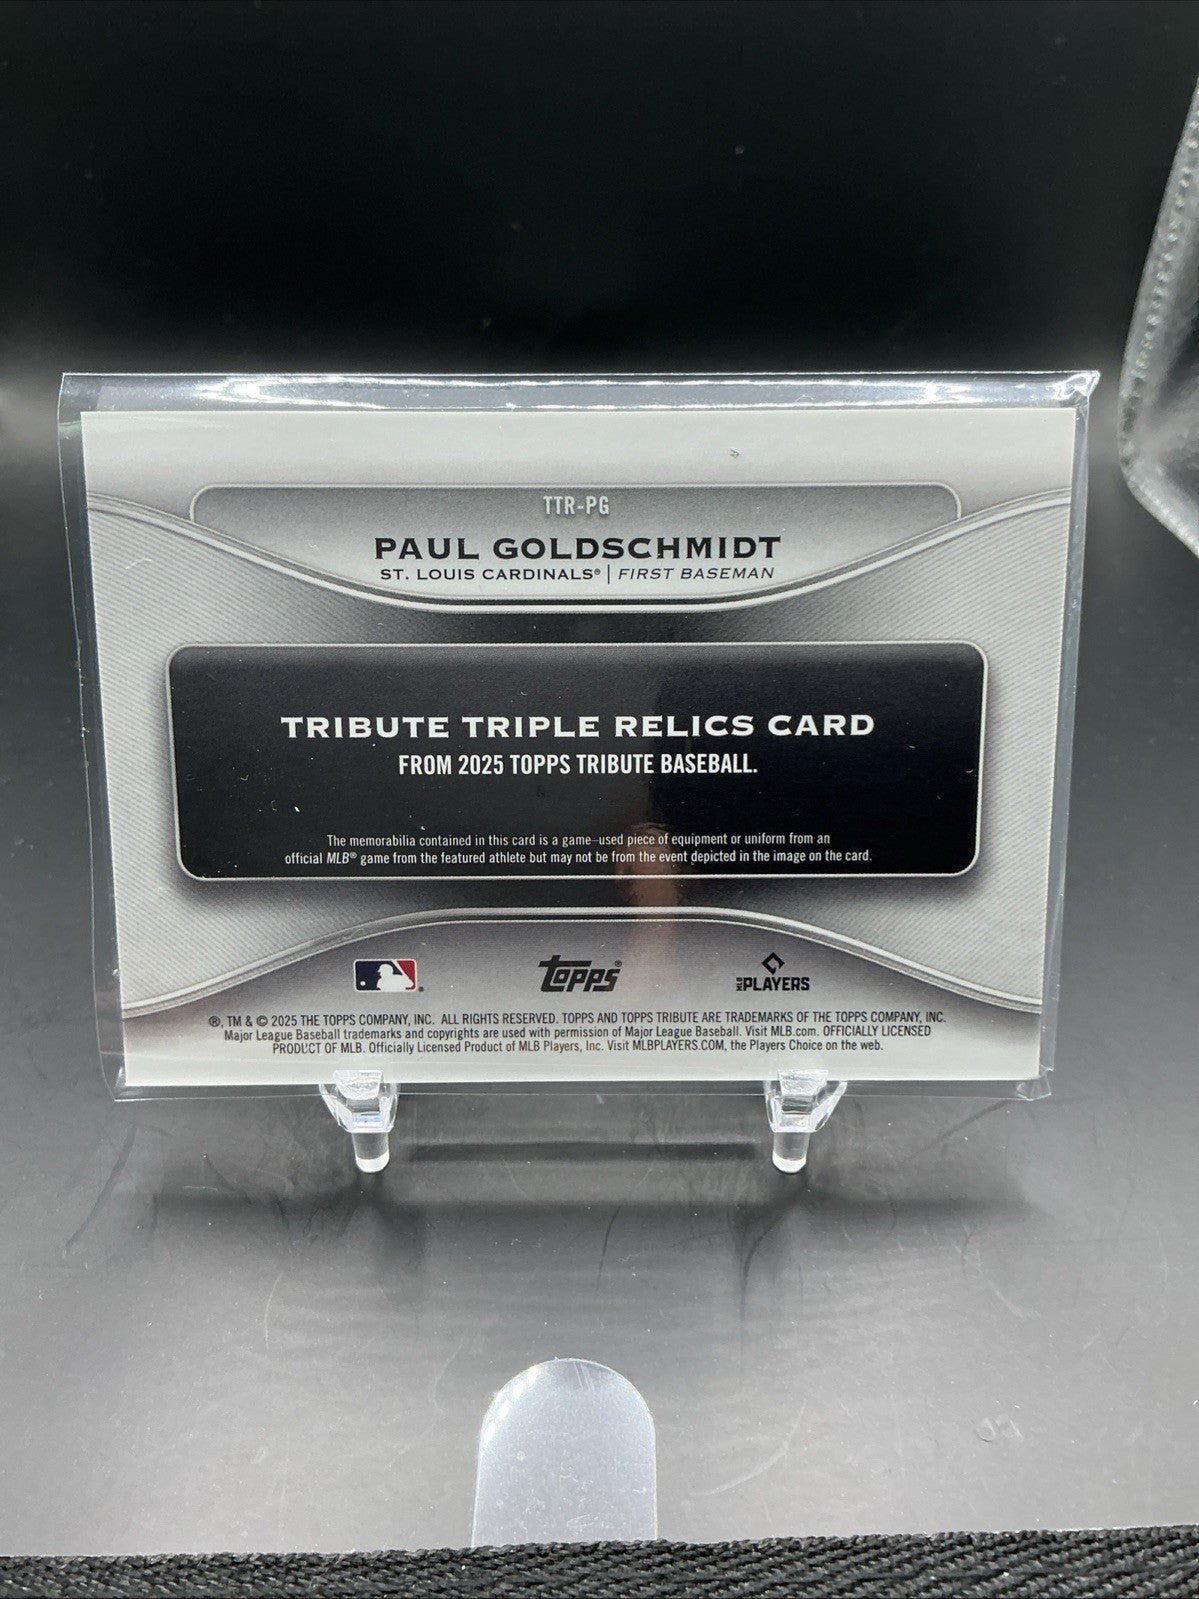 TTR-PG
PAUL GOLDSCHMIDT
ST. LOUIS CARDINALS® | FIRST BASEMAN
TRIBUTE TRIPLE RELICS CARD
FROM 2025 TOPPS TRIBUTE BASEBALL.
The memorabilia contained in this card is a game-used piece of equipment or uniform from an
official MLB® game from the featured athlete but may not be from the event depicted in the image on the card.
topps® MLB PLAYERS
®, TM & © 2025 THE TOPPS COMPANY, INC. ALL RIGHTS RESERVED. TOPPS AND TOPPS TRIBUTE ARE TRADEMARKS OF THE TOPPS COMPANY, INC.
Major League Baseball trademarks and copyrights are used with permission of Major League Baseball. Visit MLB.com. OFFICIALLY LICENSED
PRODUCT OF MLB. Officially Licensed Product of MLB Players, Inc. Visit MLBPLAYERS.COM, the Players Choice on the web.